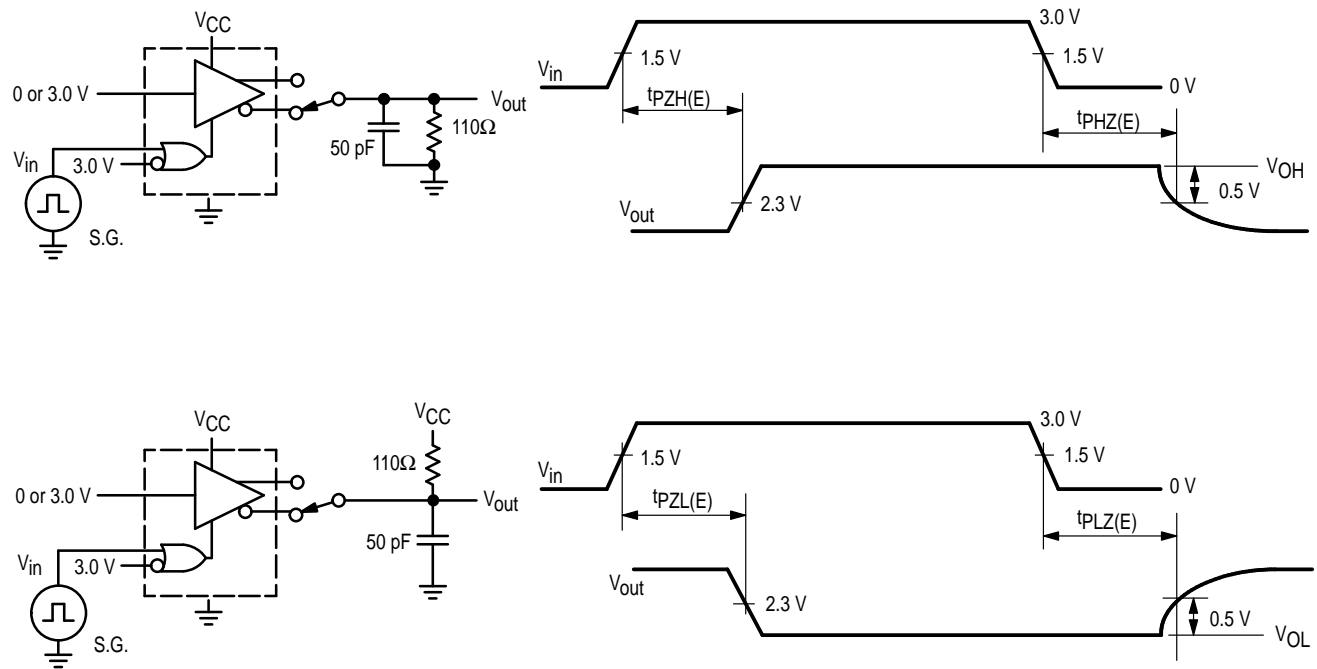 VCC
0 or 3.0 V
Vin
3.0 V
S.G.
50 pF
110Ω
Vout
Vin
1.5 V
3.0 V
1.5 V
0 V
tPZH(E)
tPHZ(E)
Vout
2.3 V
VOH
0.5 V
VCC
0 or 3.0 V
Vin
3.0 V
S.G.
VCC
110Ω
50 pF
Vout
Vin
1.5 V
3.0 V
1.5 V
0 V
tPZL(E)
tPLZ(E)
Vout
2.3 V
0.5 V
VOL